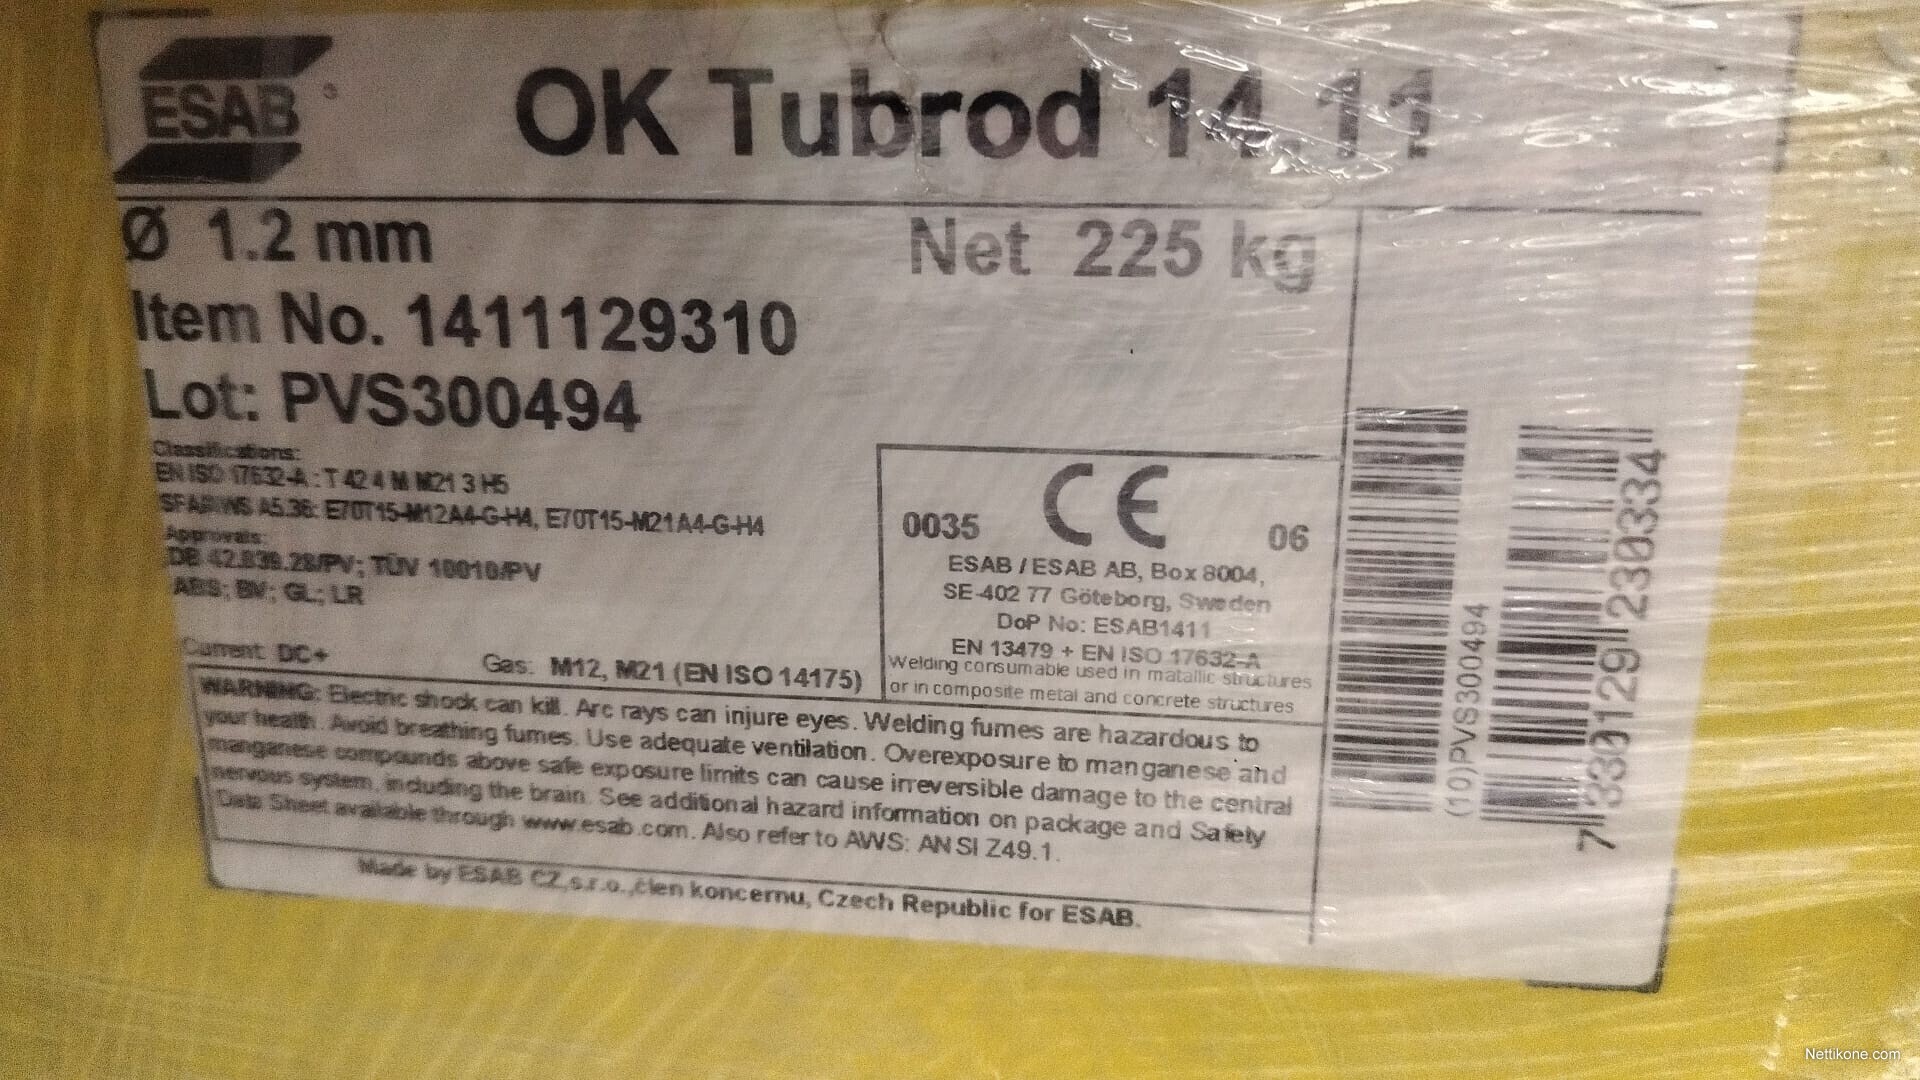 ESAB ®
OK Tubrod 14.11
Ø 1.2 mm
Net 225 kg
Item No. 1411129310
Lot: PVS300494
Classifications:
EN ISO 17632-A : T 42 4 M M21 3 H5
SFA/AWS A5.36: E70T15-M12A4-G-H4, E70T15-M21A4-G-H4
Approvals:
DB 42.039.28/PV; TÜV 10010/PV
ABS; BV; GL; LR
Current: DC+
Gas: M12, M21 (EN ISO 14175)
CE
0035
06
ESAB / ESAB AB, Box 8004,
SE-402 77 Göteborg, Sweden
DoP No: ESAB1411
EN 13479 + EN ISO 17632-A
Welding consumable used in matallic structures
or in composite metal and concrete structures
WARNING: Electric shock can kill. Arc rays can injure eyes. Welding fumes are hazardous to
your health. Avoid breathing fumes. Use adequate ventilation. Overexposure to manganese and
manganese compounds above safe exposure limits can cause irreversible damage to the central
nervous system, including the brain. See additional hazard information on package and Safety
Data Sheet available through www.esab.com. Also refer to AWS: ANSI Z49.1.
Made by ESAB CZ,s.r.o.,člen koncernu, Czech Republic for ESAB.
(10)PVS300494
7 330129 230334
Nettikone.com